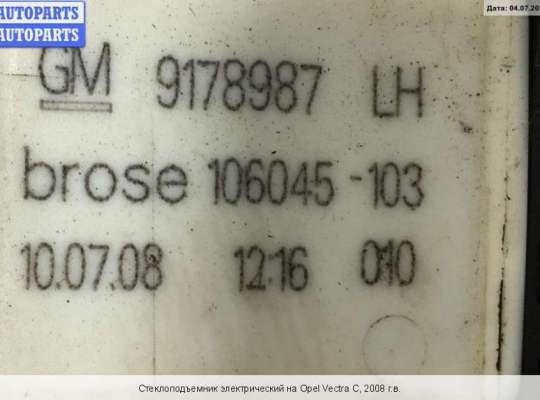 AUTOPARTS
AUTOPARTS
Дата: 04.07.20
GM 9178987 LH
brose 106045-103
10.07.08 12:16 010
Стеклоподъемник электрический на Opel Vectra C, 2008 г.в.